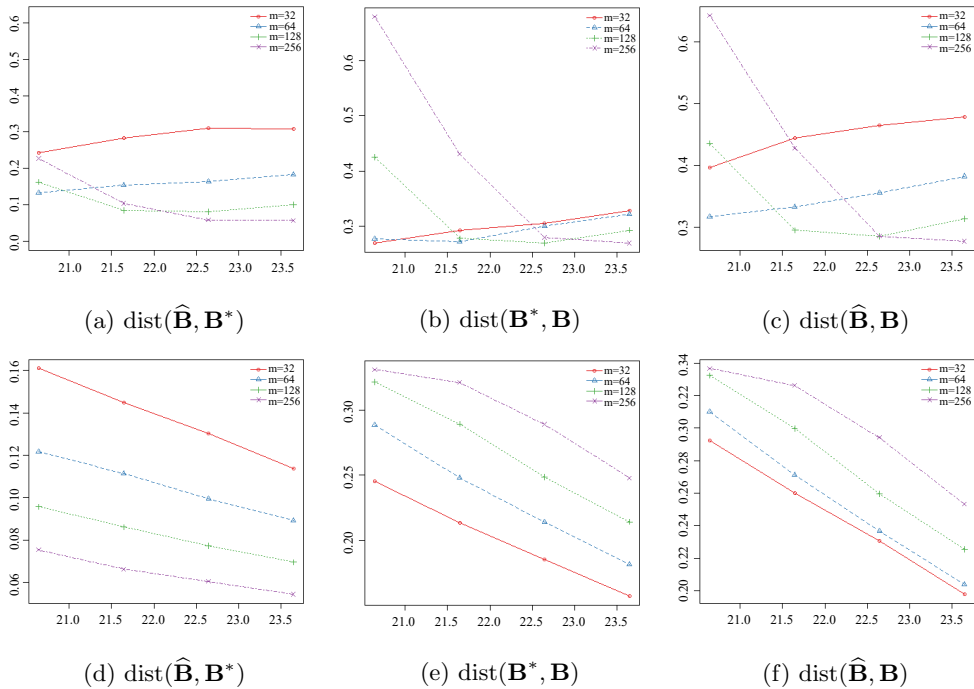 0.6
0.5
0.4
0.3
0.2
0.1
0.0
m=32
m=64
m=128
m=256
21.0 21.5 22.0 22.5 23.0 23.5
(a) dist(B̂, B*)
0.6
0.5
0.4
0.3
m=32
m=64
m=128
m=256
21.0 21.5 22.0 22.5 23.0 23.5
(b) dist(B*, B)
0.6
0.5
0.4
0.3
m=32
m=64
m=128
m=256
21.0 21.5 22.0 22.5 23.0 23.5
(c) dist(B̂, B)
0.16
0.14
0.12
0.10
0.08
0.06
m=32
m=64
m=128
m=256
21.0 21.5 22.0 22.5 23.0 23.5
(d) dist(B̂, B*)
0.30
0.25
0.20
m=32
m=64
m=128
m=256
21.0 21.5 22.0 22.5 23.0 23.5
(e) dist(B*, B)
0.34
0.32
0.30
0.28
0.26
0.24
0.22
0.20
m=32
m=64
m=128
m=256
21.0 21.5 22.0 22.5 23.0 23.5
(f) dist(B̂, B)